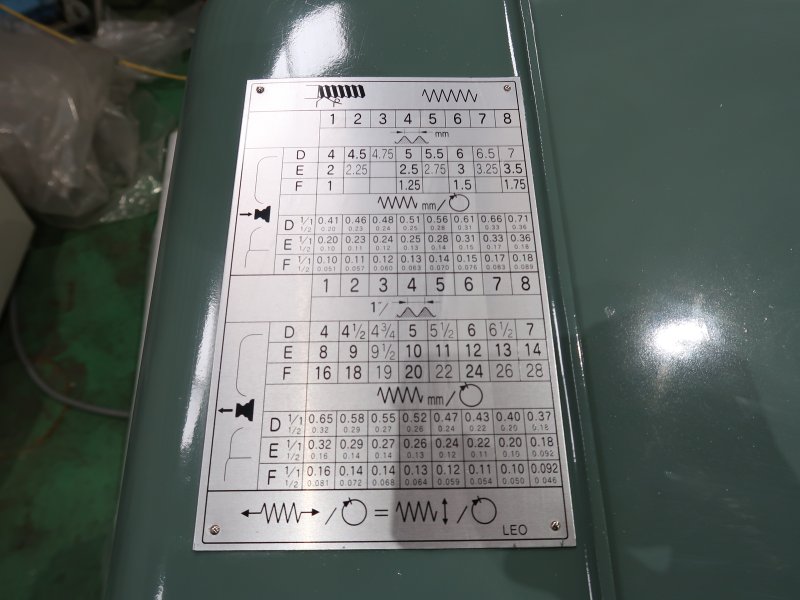 1 2 3 4 5 6 7 8
mm
D 4 4.5 4.75 5 5.5 6 6.5 7
E 2 2.25 2.5 2.75 3 3.25 3.5
F 1 1.25 1.5 1.75
mm/
D 1/1 0.41 0.46 0.48 0.51 0.56 0.61 0.66 0.71
1/2 0.20 0.23 0.24 0.25 0.28 0.31 0.33 0.36
E 1/1 0.20 0.23 0.24 0.25 0.28 0.31 0.33 0.36
1/2 0.10 0.11 0.12 0.13 0.14 0.15 0.17 0.18
F 1/1 0.10 0.11 0.12 0.13 0.14 0.15 0.17 0.18
1/2 0.051 0.057 0.060 0.063 0.070 0.076 0.083 0.089
1 2 3 4 5 6 7 8
1"/
D 4 4 1/2 4 3/4 5 5 1/2 6 6 1/2 7
E 8 9 9 1/2 10 11 12 13 14
F 16 18 19 20 22 24 26 28
mm/
D 1/1 0.65 0.58 0.55 0.52 0.47 0.43 0.40 0.37
1/2 0.32 0.29 0.27 0.26 0.24 0.22 0.20 0.18
E 1/1 0.32 0.29 0.27 0.26 0.24 0.22 0.20 0.18
1/2 0.16 0.14 0.14 0.13 0.12 0.11 0.10 0.092
F 1/1 0.16 0.14 0.14 0.13 0.12 0.11 0.10 0.092
1/2 0.081 0.072 0.068 0.064 0.059 0.054 0.050 0.046
/ = /
LEO